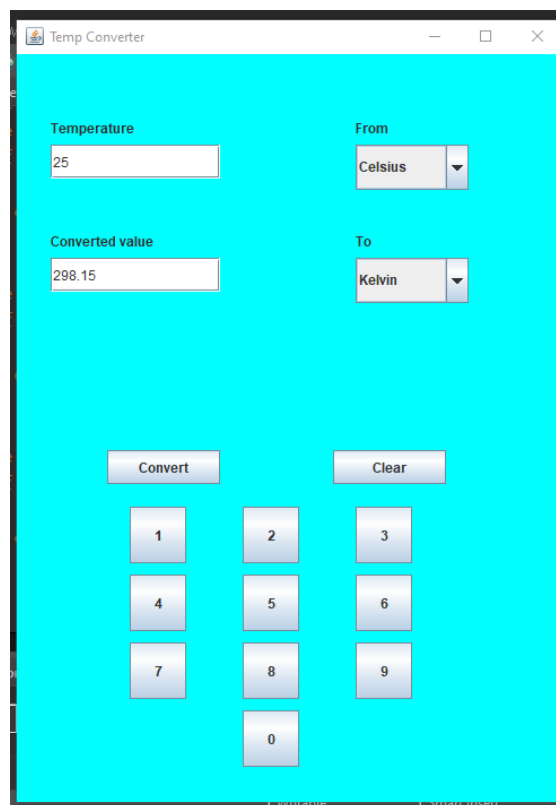 Temp Converter
Temperature From
25 Celsius
Converted value To
298.15 Kelvin
Convert Clear
1 2 3
4 5 6
7 8 9
0